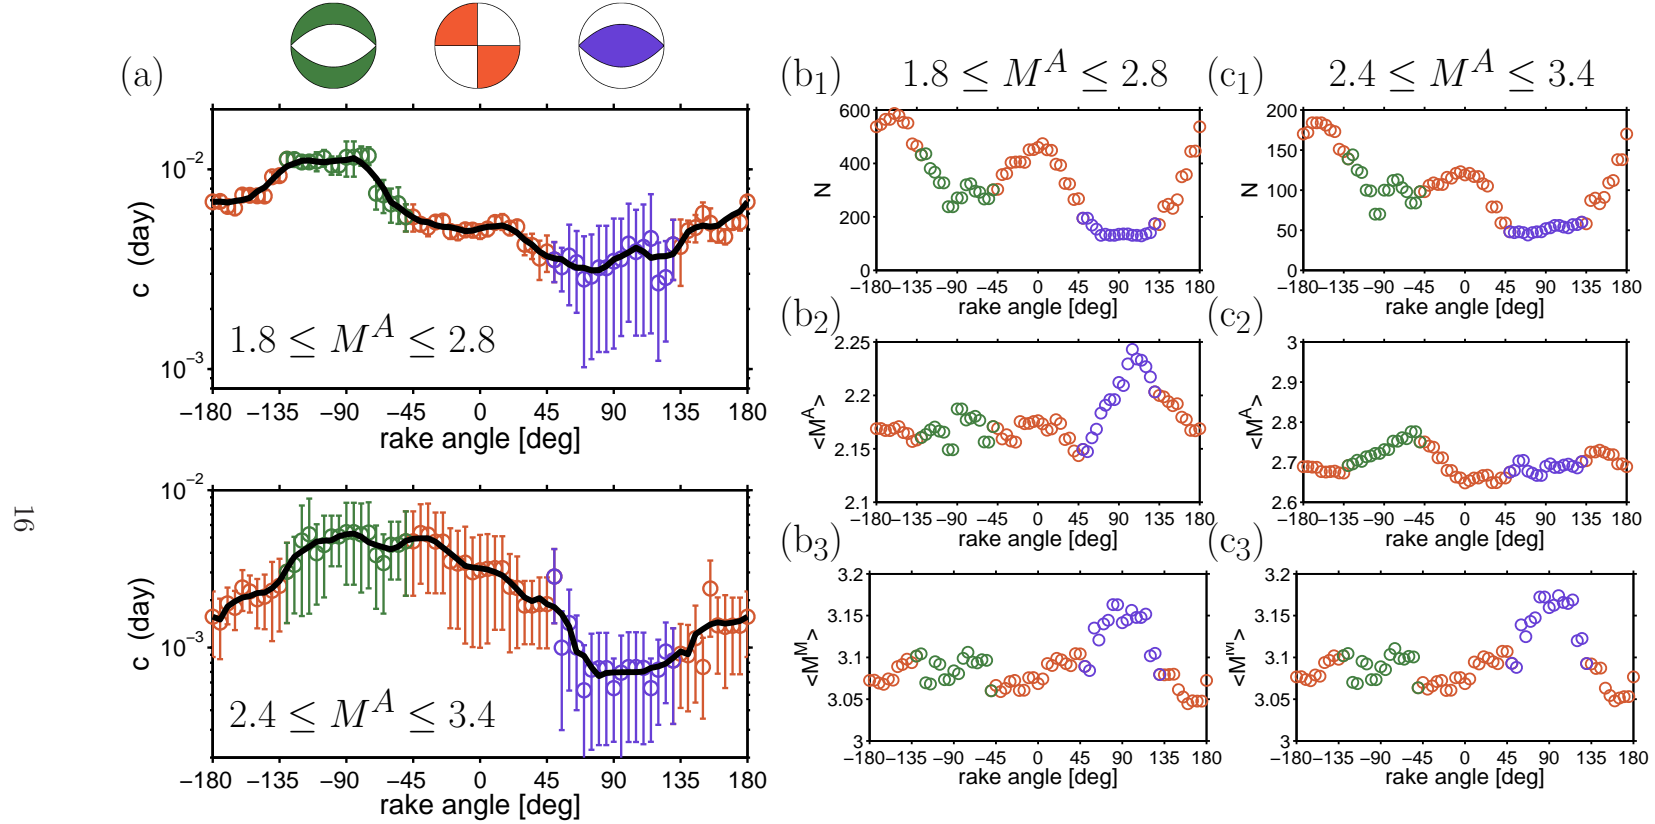 (a)
10⁻²
10⁻³
c (day)
1.8 ≤ Mᴬ ≤ 2.8
−180 −135 −90 −45 0 45 90 135 180
rake angle [deg]
10⁻²
10⁻³
c (day)
2.4 ≤ Mᴬ ≤ 3.4
−180 −135 −90 −45 0 45 90 135 180
rake angle [deg]
(b₁) 1.8 ≤ Mᴬ ≤ 2.8
600
400
200
0
N
−180 −135 −90 −45 0 45 90 135 180
rake angle [deg]
(b₂)
2.25
2.2
2.15
2.1
<Mᴬ>
−180 −135 −90 −45 0 45 90 135 180
rake angle [deg]
(b₃)
3.2
3.15
3.1
3.05
3
<Mᴹ>
−180 −135 −90 −45 0 45 90 135 180
rake angle [deg]
(c₁) 2.4 ≤ Mᴬ ≤ 3.4
200
150
100
50
0
N
−180 −135 −90 −45 0 45 90 135 180
rake angle [deg]
(c₂)
3
2.9
2.8
2.7
2.6
<Mᴬ>
−180 −135 −90 −45 0 45 90 135 180
rake angle [deg]
(c₃)
3.2
3.15
3.1
3.05
3
<Mᴹ>
−180 −135 −90 −45 0 45 90 135 180
rake angle [deg]
16